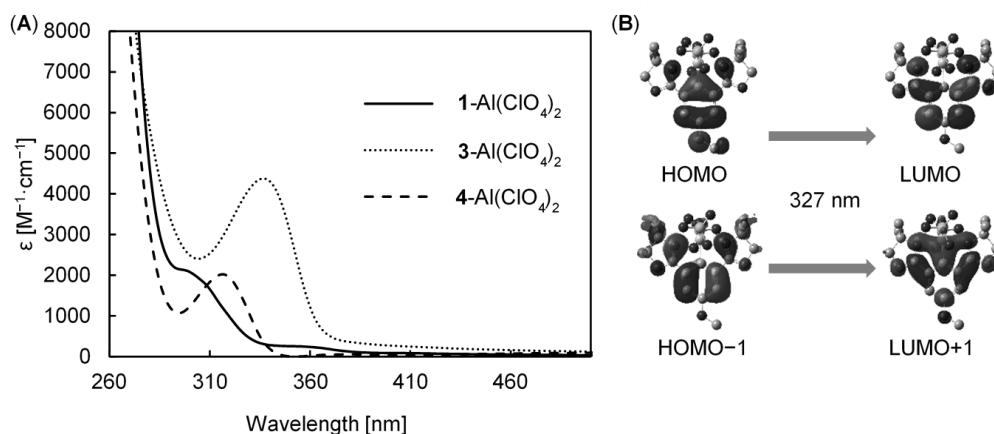 (A)
8000
7000
6000
5000
4000
3000
2000
1000
0
ε [M⁻¹·cm⁻¹]
1-Al(ClO₄)₂
3-Al(ClO₄)₂
4-Al(ClO₄)₂
260 310 360 410 460
Wavelength [nm]
(B)
HOMO LUMO
327 nm
HOMO−1 LUMO+1